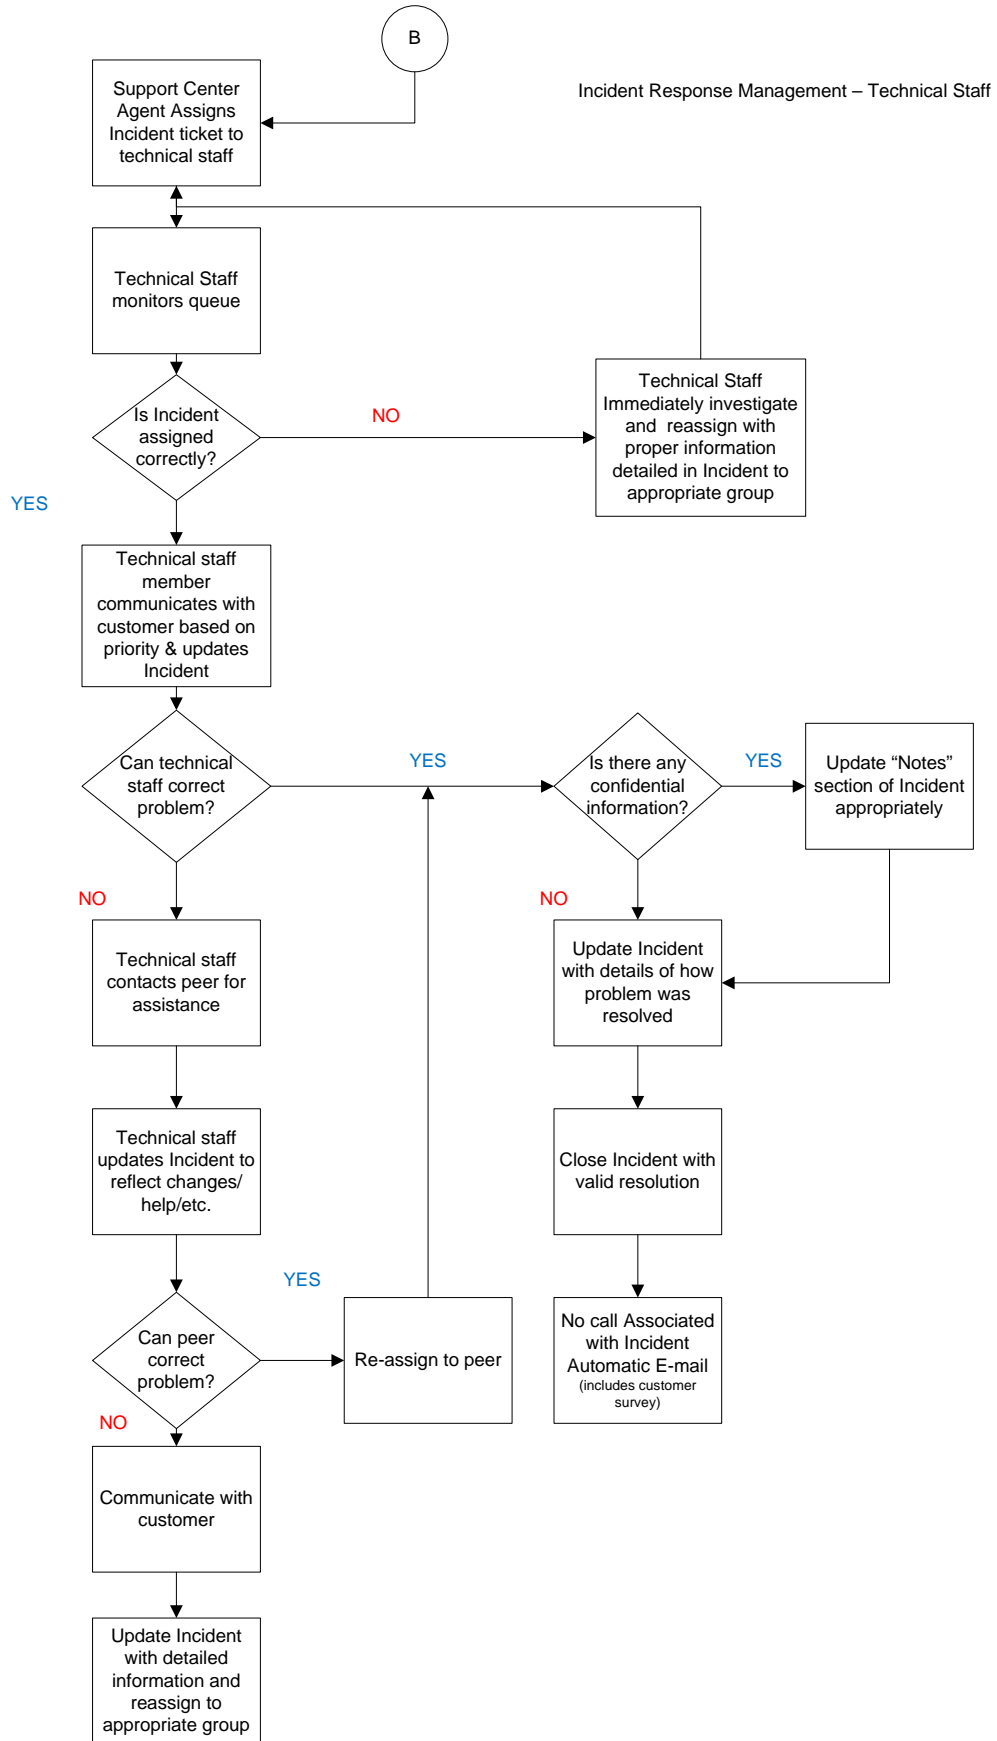 B
Incident Response Management – Technical Staff
Support Center
Agent Assigns
Incident ticket to
technical staff
Technical Staff
monitors queue
Is Incident
assigned
correctly?
NO
Technical Staff
Immediately investigate
and reassign with
proper information
detailed in Incident to
appropriate group
YES
Technical staff
member
communicates with
customer based on
priority & updates
Incident
Can technical
staff correct
problem?
YES
Is there any
confidential
information?
YES
Update “Notes”
section of Incident
appropriately
NO
Technical staff
contacts peer for
assistance
NO
Update Incident
with details of how
problem was
resolved
Technical staff
updates Incident to
reflect changes/
help/etc.
Close Incident with
valid resolution
Can peer
correct
problem?
YES
Re-assign to peer
No call Associated
with Incident
Automatic E-mail
(includes customer
survey)
NO
Communicate with
customer
Update Incident
with detailed
information and
reassign to
appropriate group